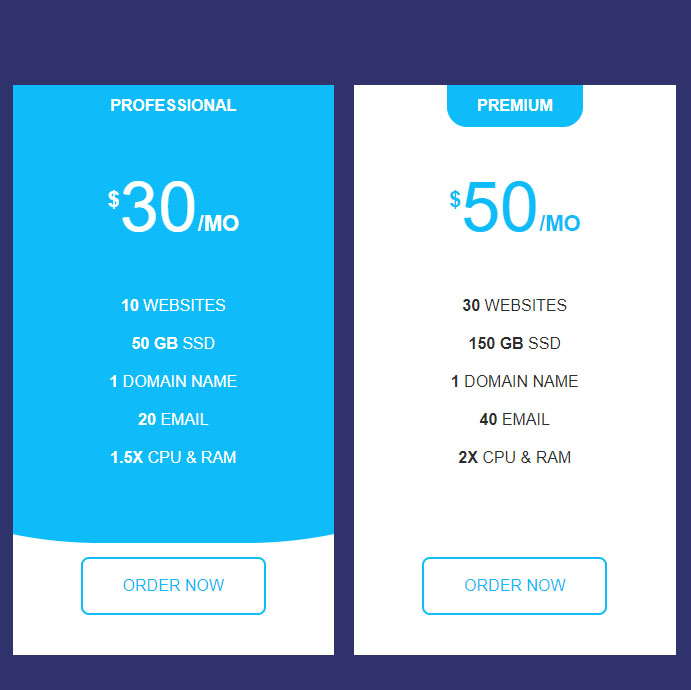 PROFESSIONAL
$30/MO
10 WEBSITES
50 GB SSD
1 DOMAIN NAME
20 EMAIL
1.5X CPU & RAM
ORDER NOW
PREMIUM
$50/MO
30 WEBSITES
150 GB SSD
1 DOMAIN NAME
40 EMAIL
2X CPU & RAM
ORDER NOW